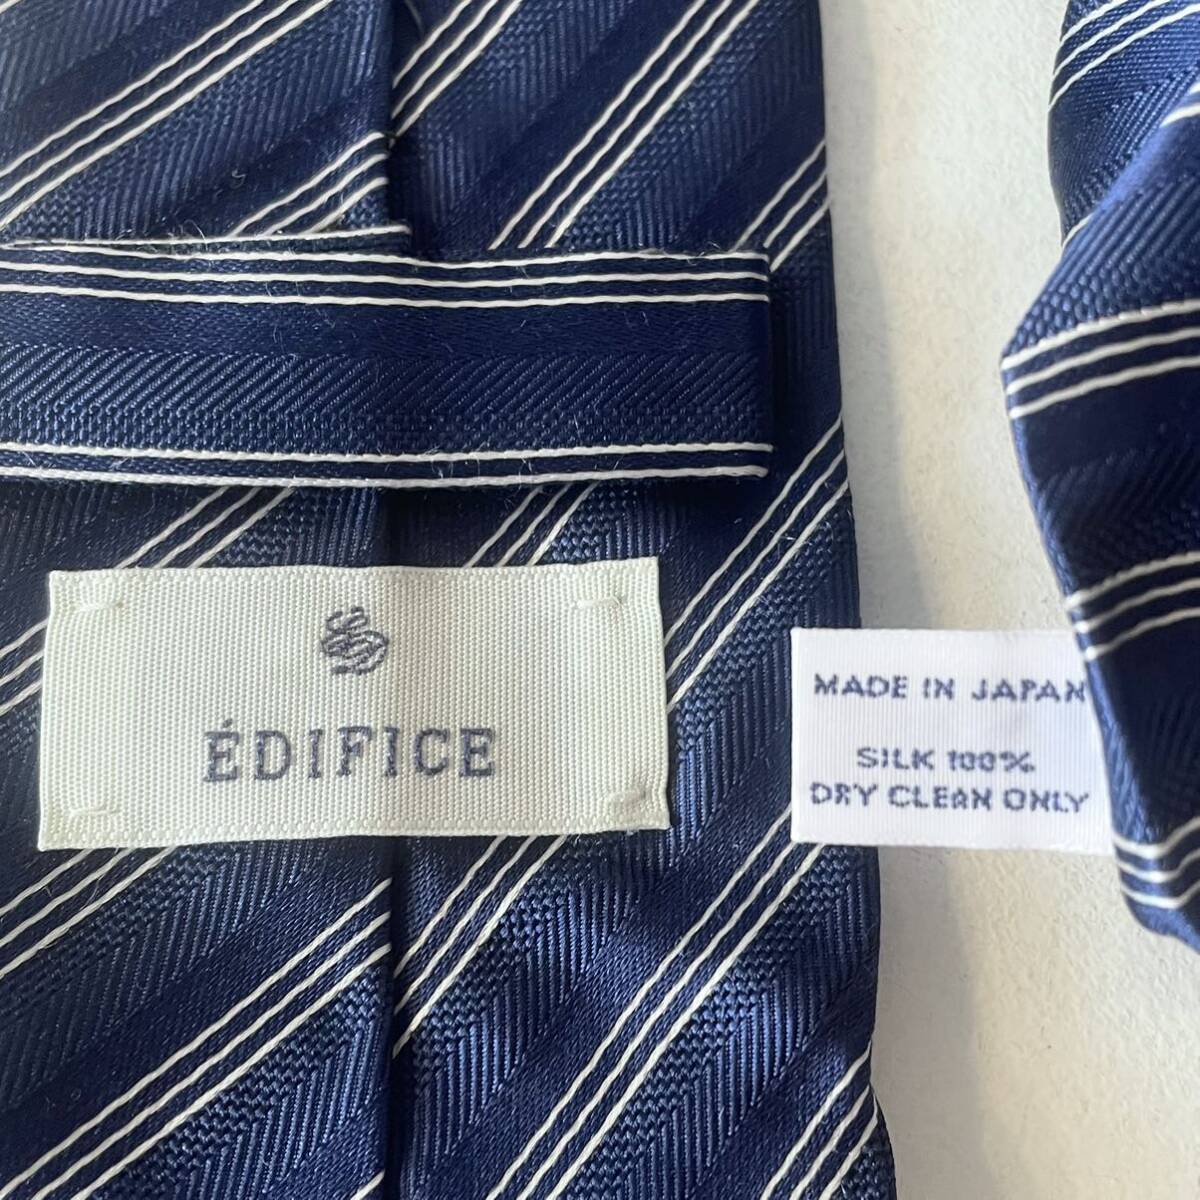 ÉDIFICE
MADE IN JAPAN
SILK 100%
DRY CLEAN ONLY